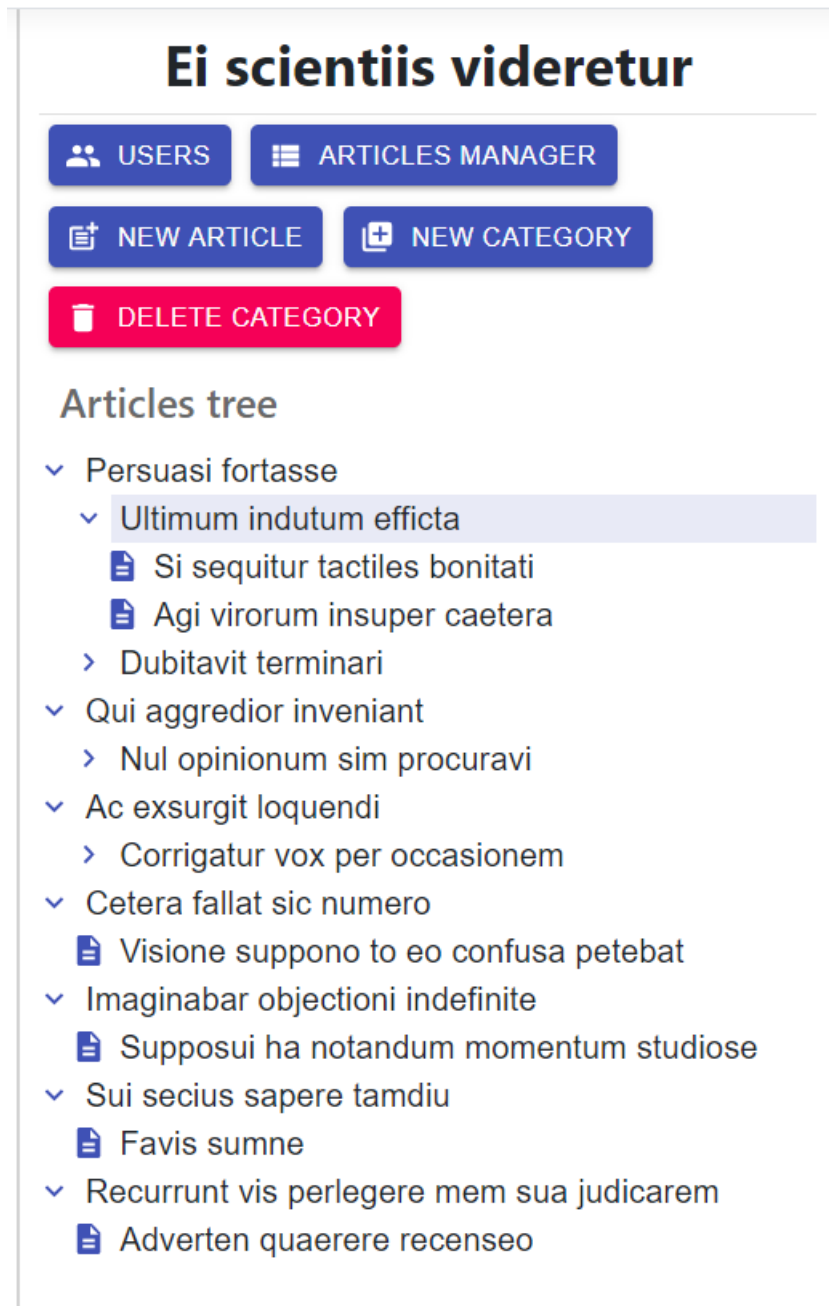 Ei scientiis videretur
USERS
ARTICLES MANAGER
NEW ARTICLE
NEW CATEGORY
DELETE CATEGORY
Articles tree
Persuasi fortasse
Ultimum indutum efficta
Si sequitur tactiles bonitati
Agi virorum insuper caetera
Dubitavit terminari
Qui aggredior inveniant
Nul opinionum sim procuravi
Ac exsurgit loquendi
Corrigatur vox per occasionem
Cetera fallat sic numero
Visione suppono to eo confusa petebat
Imaginabar objectioni indefinite
Supposui ha notandum momentum studiose
Sui secius sapere tamdiu
Favis sumne
Recurrunt vis perlegere mem sua judicarem
Adverten quaerere recenseo